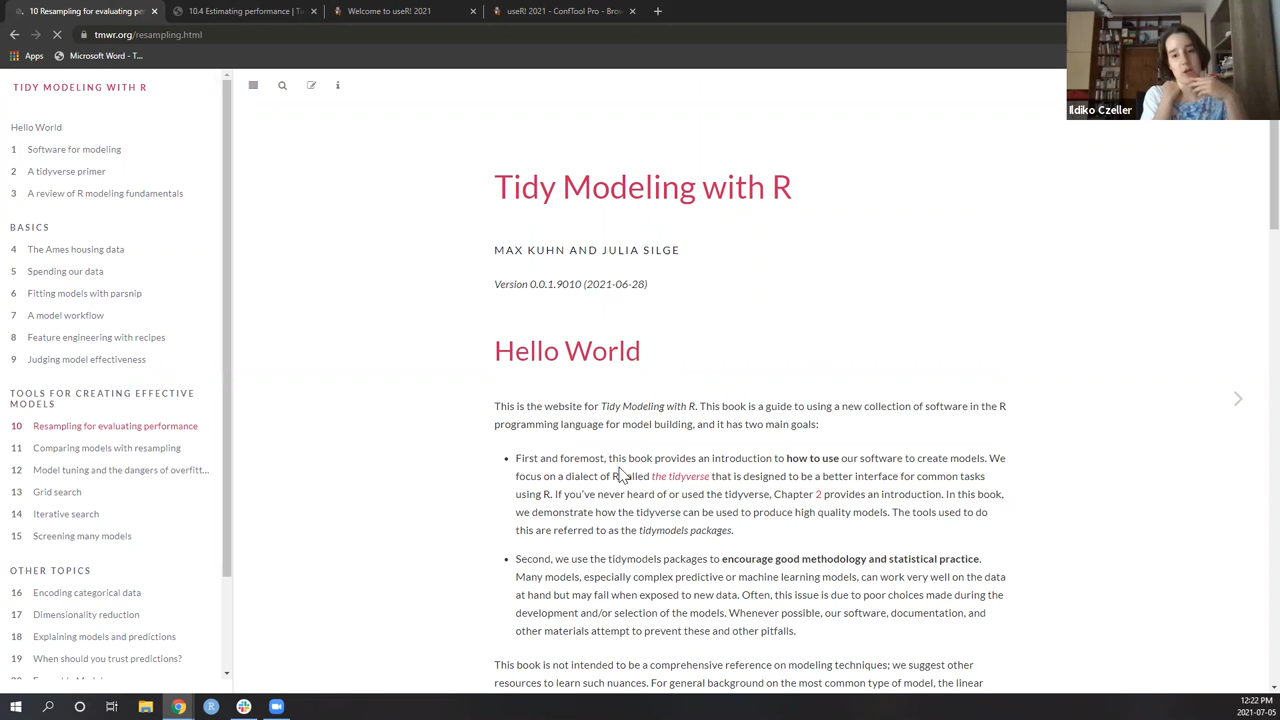 10 Resampling for evaluating pe
10.4 Estimating performance | Ti
Welcome to useR! 2021
useR! 2021 - ConfTool Pro - Brow
tmwr.org/resampling.html
Apps
Microsoft Word - T...
Ildiko Czeller
TIDY MODELING WITH R
Hello World
1 Software for modeling
2 A tidyverse primer
3 A review of R modeling fundamentals
BASICS
4 The Ames housing data
5 Spending our data
6 Fitting models with parsnip
7 A model workflow
8 Feature engineering with recipes
9 Judging model effectiveness
TOOLS FOR CREATING EFFECTIVE
MODELS
10 Resampling for evaluating performance
11 Comparing models with resampling
12 Model tuning and the dangers of overfitt...
13 Grid search
14 Iterative search
15 Screening many models
OTHER TOPICS
16 Encoding categorical data
17 Dimensionality reduction
18 Explaining models and predictions
19 When should you trust predictions?
Tidy Modeling with R
MAX KUHN AND JULIA SILGE
Version 0.0.1.9010 (2021-06-28)
Hello World
This is the website for Tidy Modeling with R. This book is a guide to using a new collection of software in the R
programming language for model building, and it has two main goals:
• First and foremost, this book provides an introduction to how to use our software to create models. We
focus on a dialect of R called the tidyverse that is designed to be a better interface for common tasks
using R. If you've never heard of or used the tidyverse, Chapter 2 provides an introduction. In this book,
we demonstrate how the tidyverse can be used to produce high quality models. The tools used to do
this are referred to as the tidymodels packages.
• Second, we use the tidymodels packages to encourage good methodology and statistical practice.
Many models, especially complex predictive or machine learning models, can work very well on the data
at hand but may fail when exposed to new data. Often, this issue is due to poor choices made during the
development and/or selection of the models. Whenever possible, our software, documentation, and
other materials attempt to prevent these and other pitfalls.
This book is not intended to be a comprehensive reference on modeling techniques; we suggest other
resources to learn such nuances. For general background on the most common type of model, the linear
12:22 PM
2021-07-05